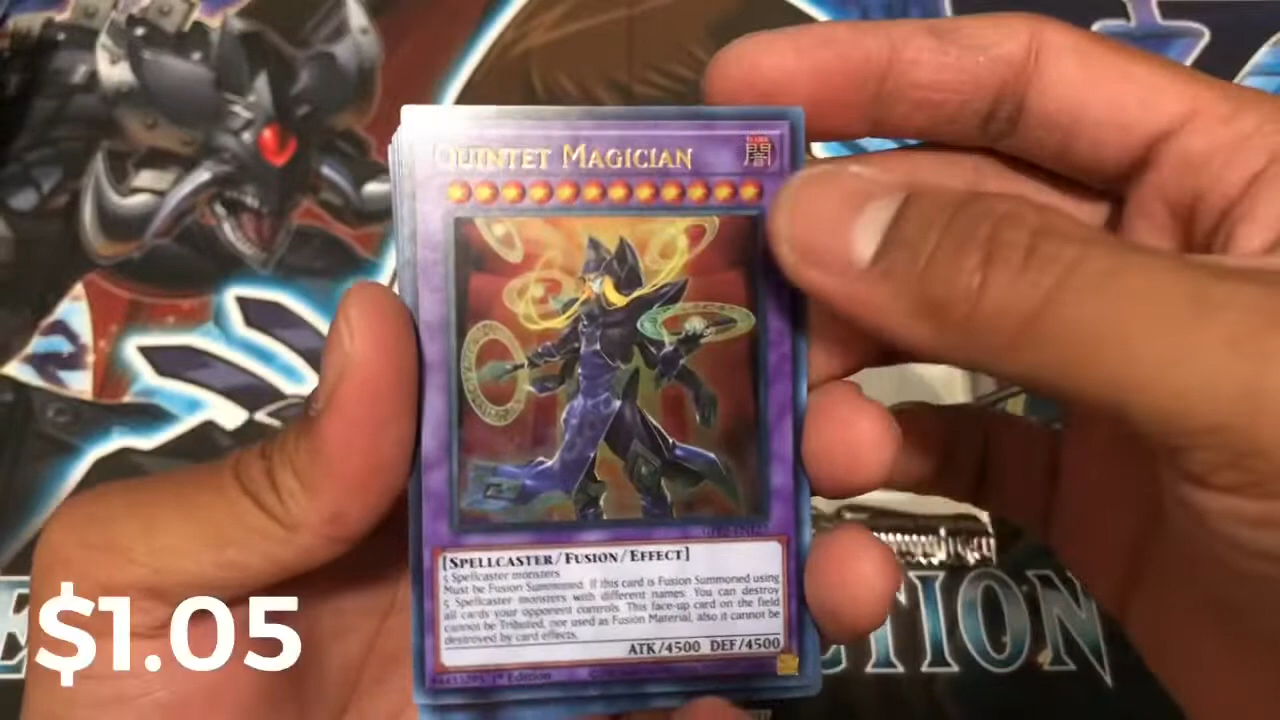 QUINTET MAGICIAN
DARK
闇
[SPELLCASTER/FUSION/EFFECT]
5 Spellcaster monsters
Must be Fusion Summoned. If this card is Fusion Summoned using
5 Spellcaster monsters with different names: You can destroy
all cards your opponent controls. This face-up card on the field
cannot be Tributed, nor used as Fusion Material, also it cannot be
destroyed by card effects.
ATK/4500 DEF/4500
1st Edition
$1.05
TION